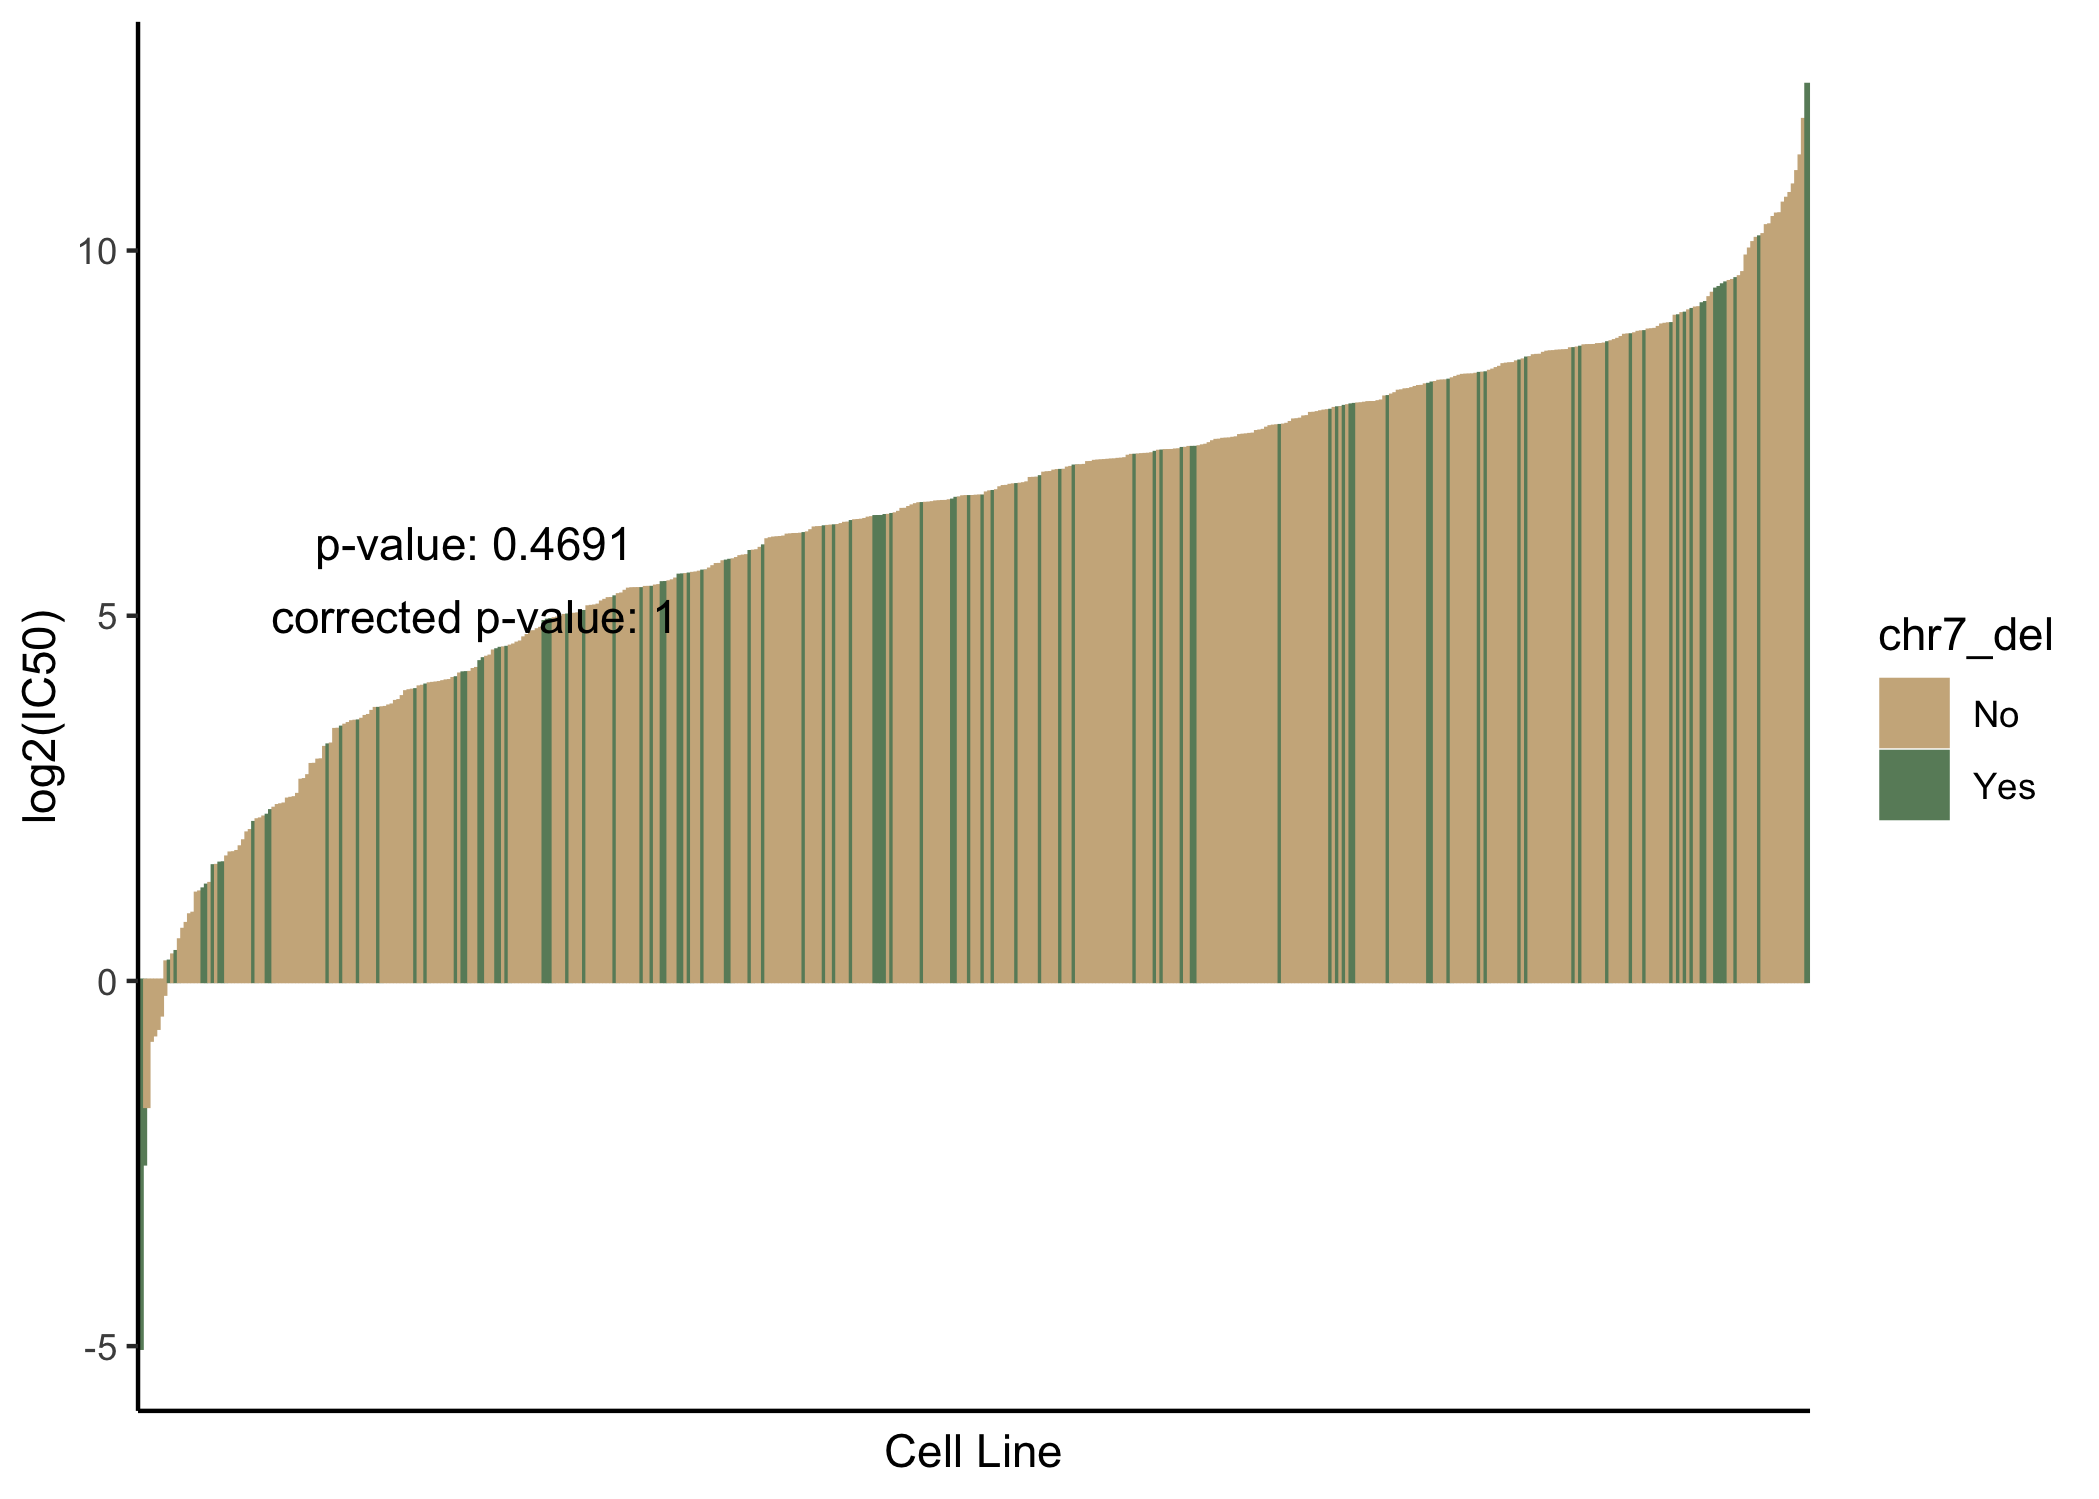 10
5
0
-5
log2(IC50)
p-value: 0.4691
corrected p-value: 1
Cell Line
chr7_del
No
Yes